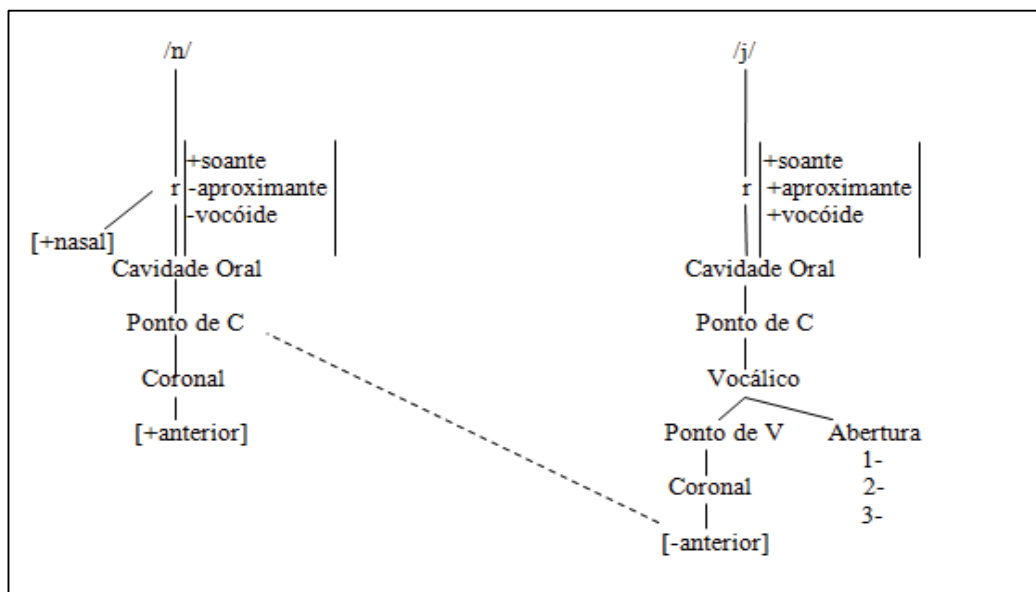 /n/ /j/
+soante +soante
r -aproximante r +aproximante
-vocóide +vocóide
[+nasal]
Cavidade Oral Cavidade Oral
Ponto de C Ponto de C
Coronal Vocálico
[+anterior] Ponto de V Abertura
1-
Coronal 2-
3-
[-anterior]